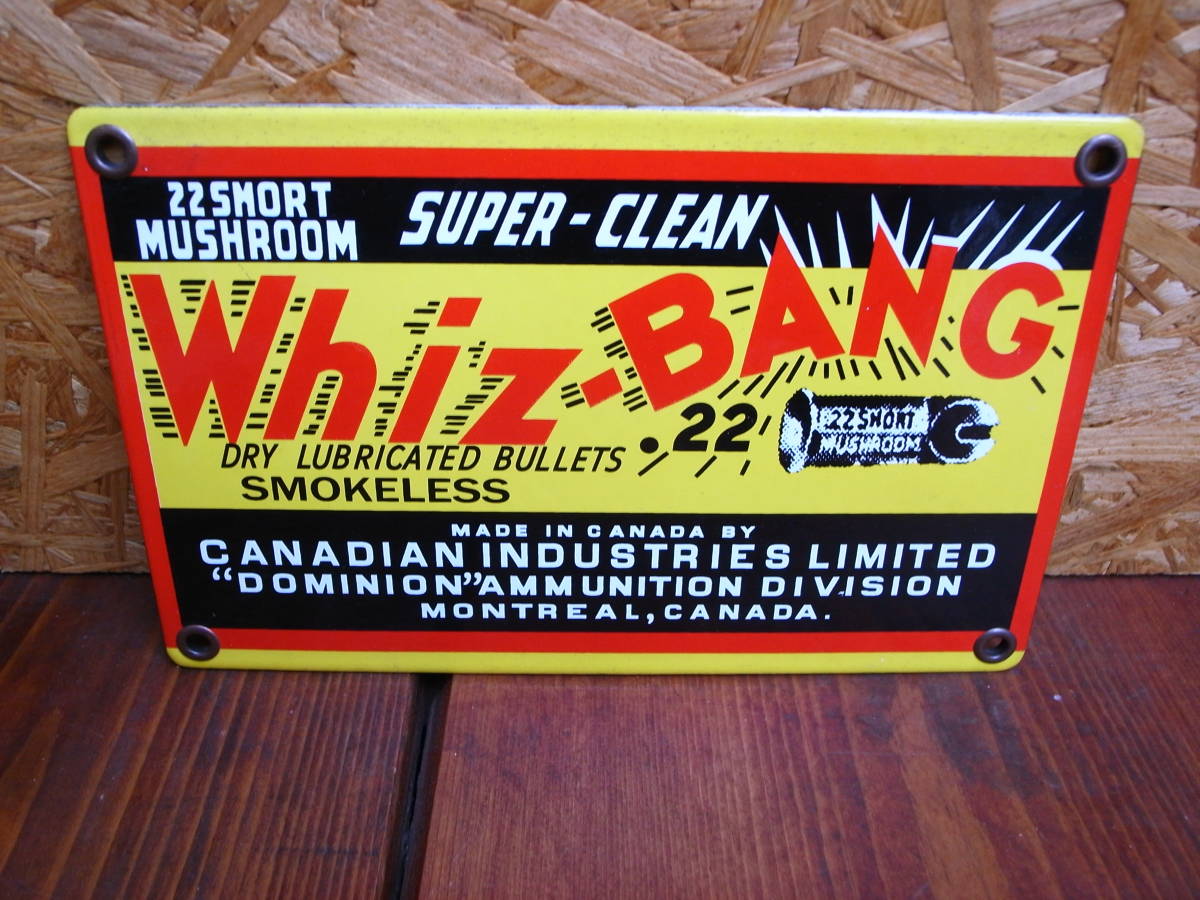 22 SHORT
MUSHROOM
SUPER-CLEAN
Whiz-BANG
DRY LUBRICATED BULLETS .22
SMOKELESS
22 SHORT
MUSHROOM
MADE IN CANADA BY
CANADIAN INDUSTRIES LIMITED
"DOMINION" AMMUNITION DIVISION
MONTREAL, CANADA.